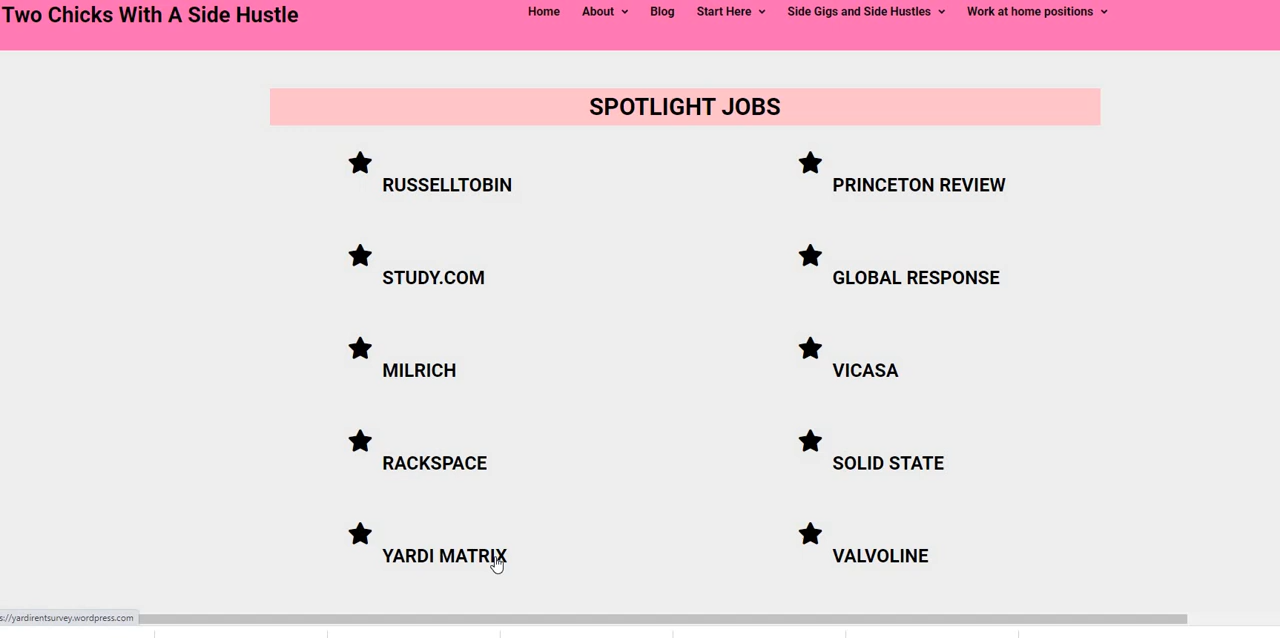 Two Chicks With A Side Hustle
Home About Blog Start Here Side Gigs and Side Hustles Work at home positions
SPOTLIGHT JOBS
RUSSELLTOBIN PRINCETON REVIEW
STUDY.COM GLOBAL RESPONSE
MILRICH VICASA
RACKSPACE SOLID STATE
YARDI MATRIX VALVOLINE
s://yardirentsurvey.wordpress.com